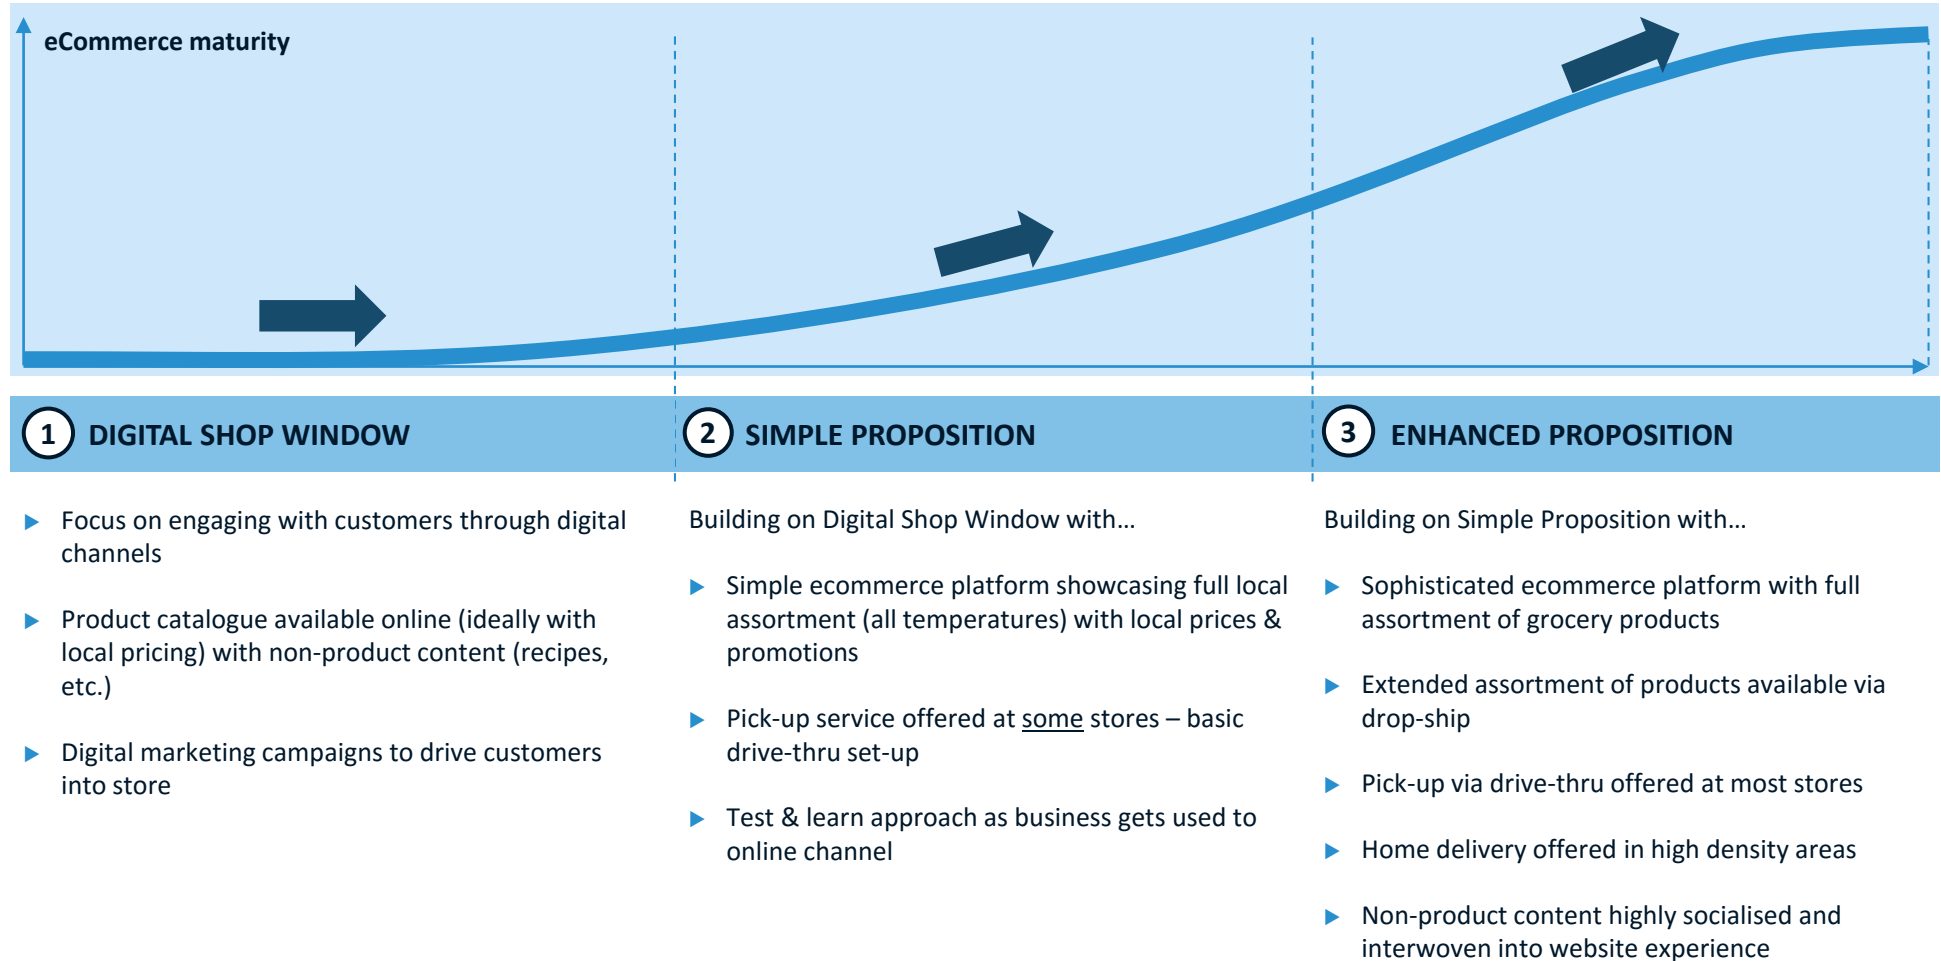 eCommerce maturity
1 DIGITAL SHOP WINDOW
Focus on engaging with customers through digital
channels
Product catalogue available online (ideally with
local pricing) with non-product content (recipes,
etc.)
Digital marketing campaigns to drive customers
into store
2 SIMPLE PROPOSITION
Building on Digital Shop Window with…
Simple ecommerce platform showcasing full local
assortment (all temperatures) with local prices &
promotions
Pick-up service offered at some stores – basic
drive-thru set-up
Test & learn approach as business gets used to
online channel
3 ENHANCED PROPOSITION
Building on Simple Proposition with…
Sophisticated ecommerce platform with full
assortment of grocery products
Extended assortment of products available via
drop-ship
Pick-up via drive-thru offered at most stores
Home delivery offered in high density areas
Non-product content highly socialised and
interwoven into website experience